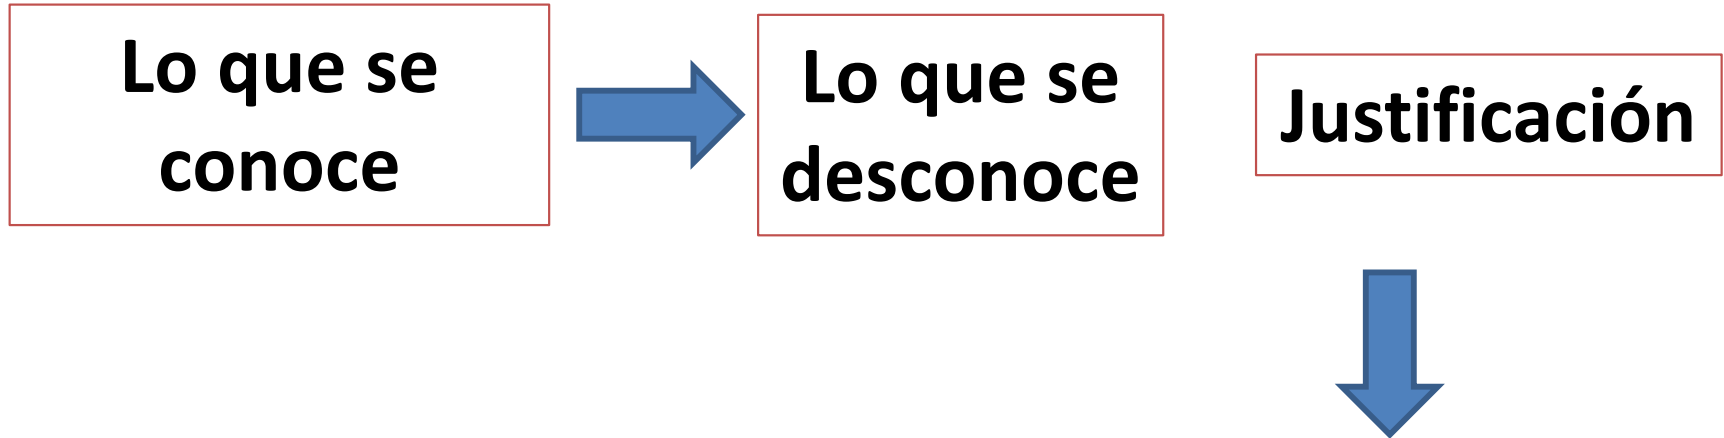 Lo que se
conoce
Lo que se
desconoce
Justificación